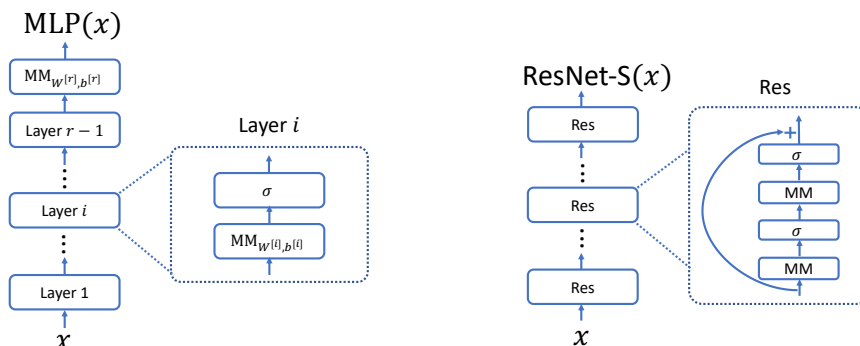 MLP(x)
MM_{W^{[r]},b^{[r]}}
Layer r − 1
⋮
Layer i
⋮
Layer 1
x
Layer i
σ
MM_{W^{[i]},b^{[i]}}
ResNet-S(x)
Res
⋮
Res
⋮
Res
x
Res
+
σ
MM
σ
MM